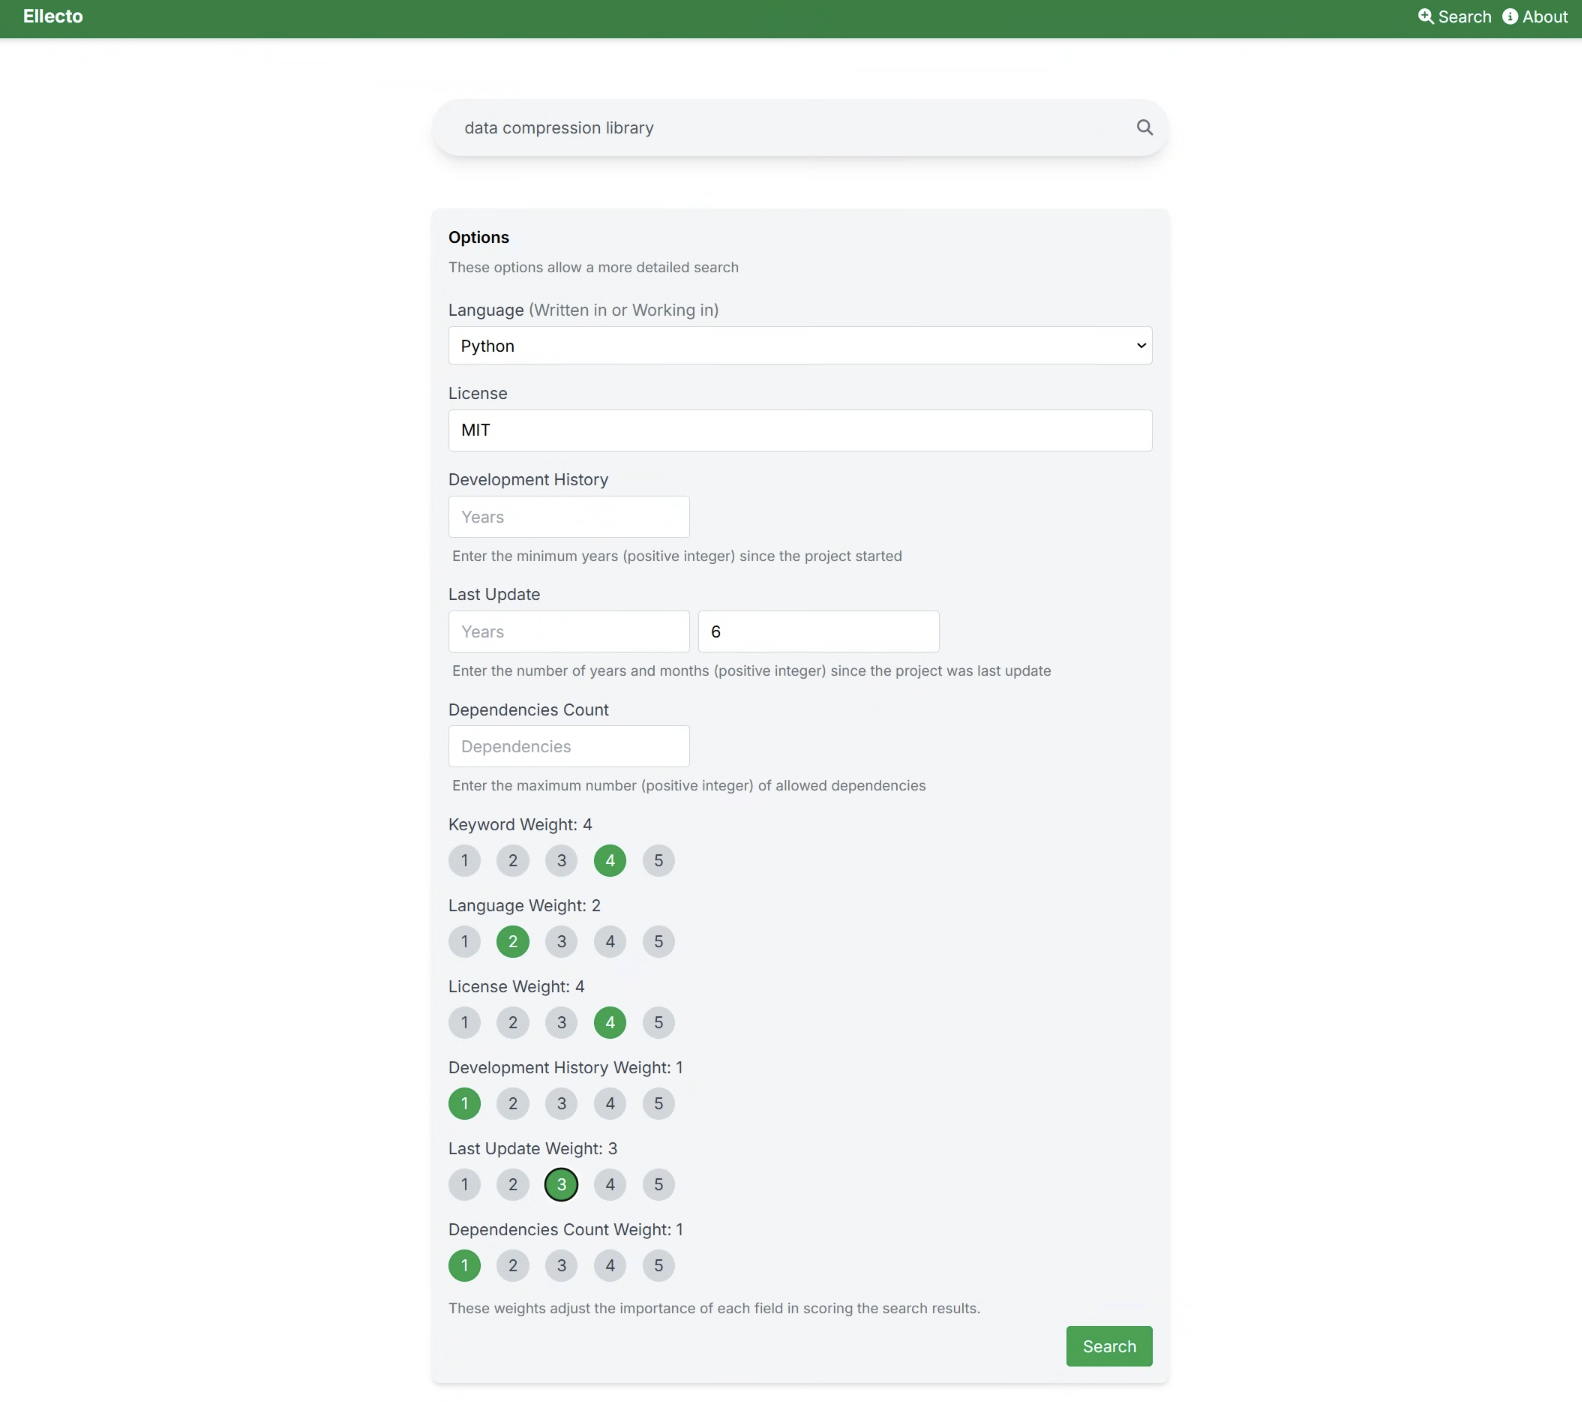 Ellecto
Search About
data compression library
Options
These options allow a more detailed search
Language (Written in or Working in)
Python
License
MIT
Development History
Years
Enter the minimum years (positive integer) since the project started
Last Update
Years 6
Enter the number of years and months (positive integer) since the project was last update
Dependencies Count
Dependencies
Enter the maximum number (positive integer) of allowed dependencies
Keyword Weight: 4
1 2 3 4 5
Language Weight: 2
1 2 3 4 5
License Weight: 4
1 2 3 4 5
Development History Weight: 1
1 2 3 4 5
Last Update Weight: 3
1 2 3 4 5
Dependencies Count Weight: 1
1 2 3 4 5
These weights adjust the importance of each field in scoring the search results.
Search